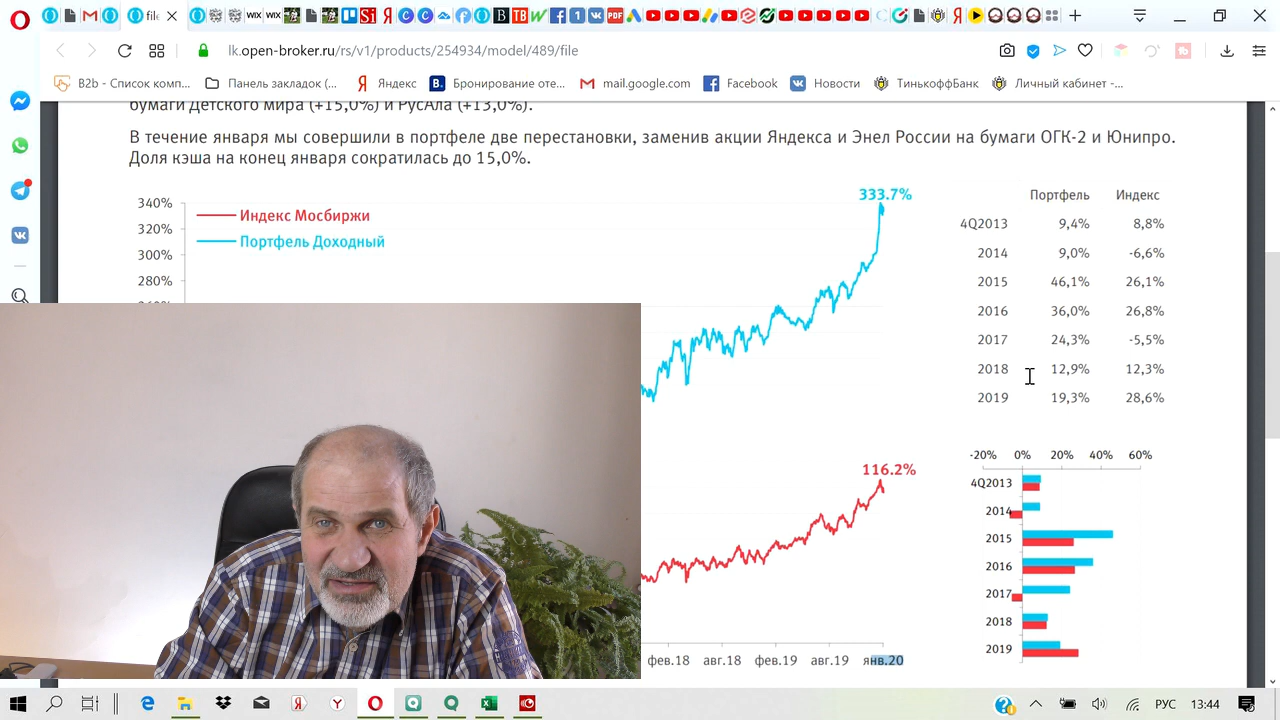 file
WIX
WIX
Si
B
ТВ
W
1
PDF
Я
lk.open-broker.ru/rs/v1/products/254934/model/489/file
B2b - Список комп...
Панель закладок (...
Яндекс
Бронирование оте...
mail.google.com
Facebook
Новости
ТинькоффБанк
Личный кабинет -...
бумаги Детского мира (+15,0%) и РусАла (+13,0%).
В течение января мы совершили в портфеле две перестановки, заменив акции Яндекса и Энел России на бумаги ОГК-2 и Юнипро.
Доля кэша на конец января сократилась до 15,0%.
340%
320%
300%
280%
Индекс Мосбиржи
Портфель Доходный
333.7%
116.2%
фев.18 авг.18 фев.19 авг.19 янв.20
Портфель Индекс
4Q2013 9,4% 8,8%
2014 9,0% -6,6%
2015 46,1% 26,1%
2016 36,0% 26,8%
2017 24,3% -5,5%
2018 12,9% 12,3%
2019 19,3% 28,6%
-20% 0% 20% 40% 60%
4Q2013
2014
2015
2016
2017
2018
2019
РУС
13:44